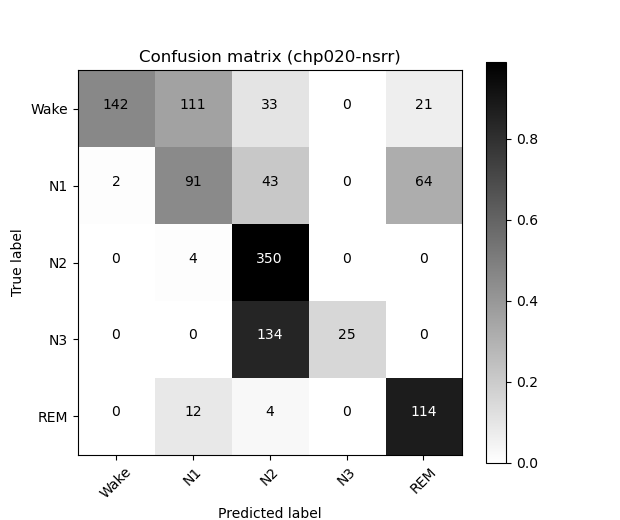 Confusion matrix (chp020-nsrr)
Wake 142 111 33 0 21
N1 2 91 43 0 64
N2 0 4 350 0 0
N3 0 0 134 25 0
REM 0 12 4 0 114
Wake N1 N2 N3 REM
True label
Predicted label
0.8
0.6
0.4
0.2
0.0